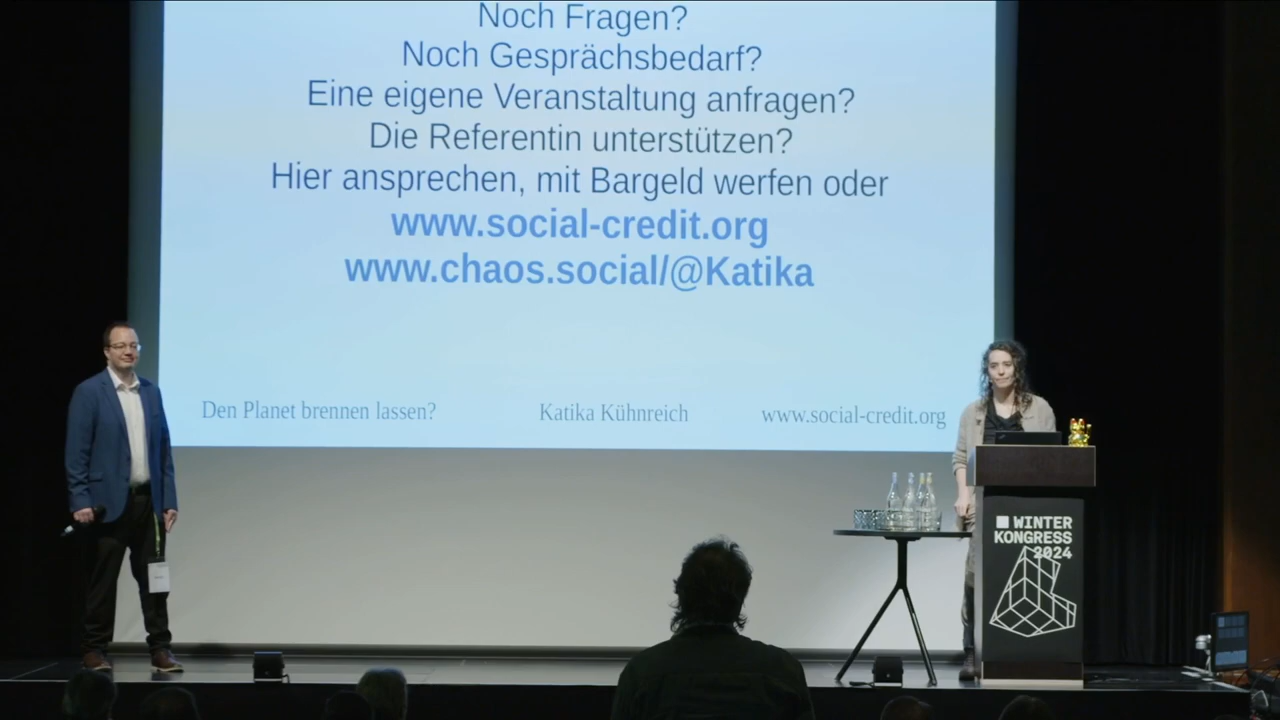 Noch Fragen?
Noch Gesprächsbedarf?
Eine eigene Veranstaltung anfragen?
Die Referentin unterstützen?
Hier ansprechen, mit Bargeld werfen oder
www.social-credit.org
www.chaos.social/@Katika
Den Planet brennen lassen? Katika Kühnreich www.social-credit.org
WINTER
KONGRESS
2024